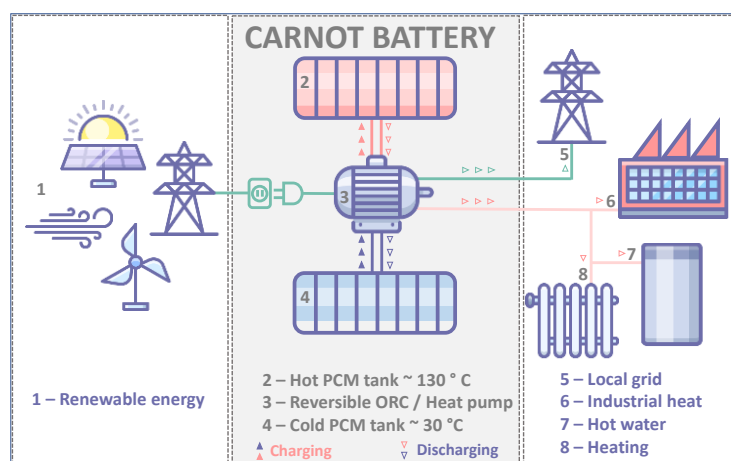 CARNOT BATTERY
1
2
3
4
5
6
7
8
1 – Renewable energy
2 – Hot PCM tank ~ 130 ° C
3 – Reversible ORC / Heat pump
4 – Cold PCM tank ~ 30 °C
Charging
Discharging
5 – Local grid
6 – Industrial heat
7 – Hot water
8 – Heating